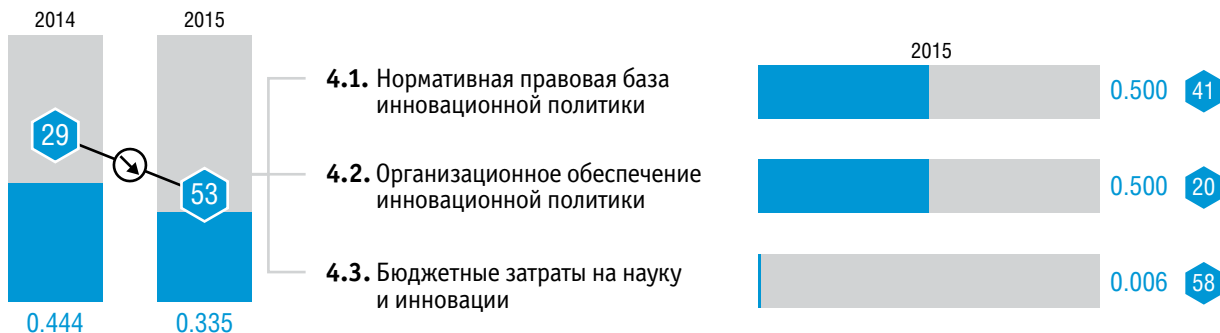 2014
2015
29
53
0.444
0.335
4.1. Нормативная правовая база
инновационной политики
4.2. Организационное обеспечение
инновационной политики
4.3. Бюджетные затраты на науку
и инновации
2015
0.500 41
0.500 20
0.006 58